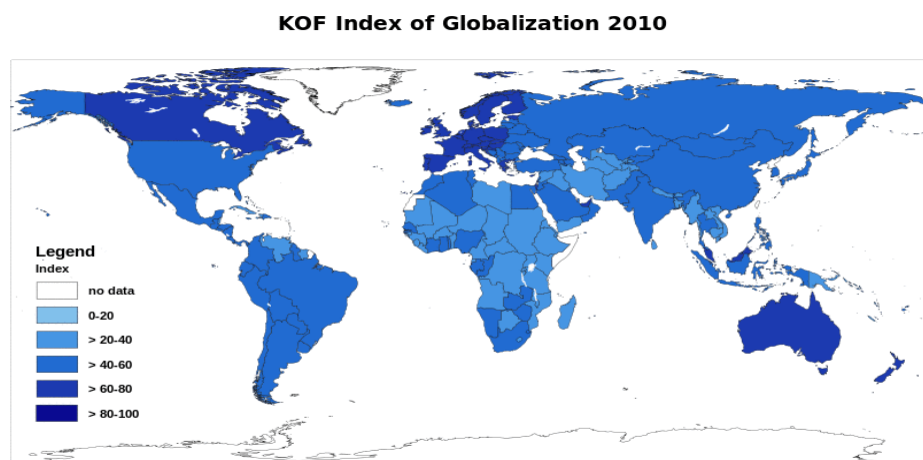 KOF Index of Globalization 2010
Legend
Index
no data
0-20
> 20-40
> 40-60
> 60-80
> 80-100